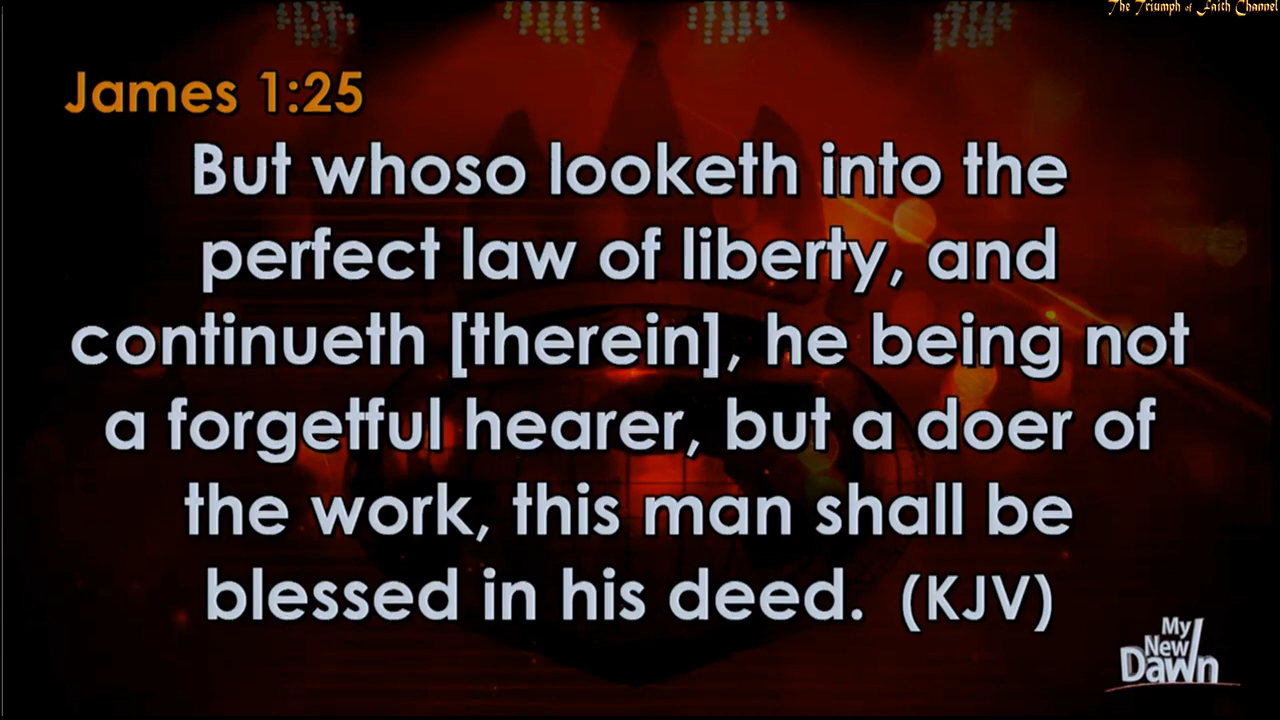 The Triumph of Faith Channel
James 1:25
But whoso looketh into the
perfect law of liberty, and
continueth [therein], he being not
a forgetful hearer, but a doer of
the work, this man shall be
blessed in his deed. (KJV)
My
New
Dawn